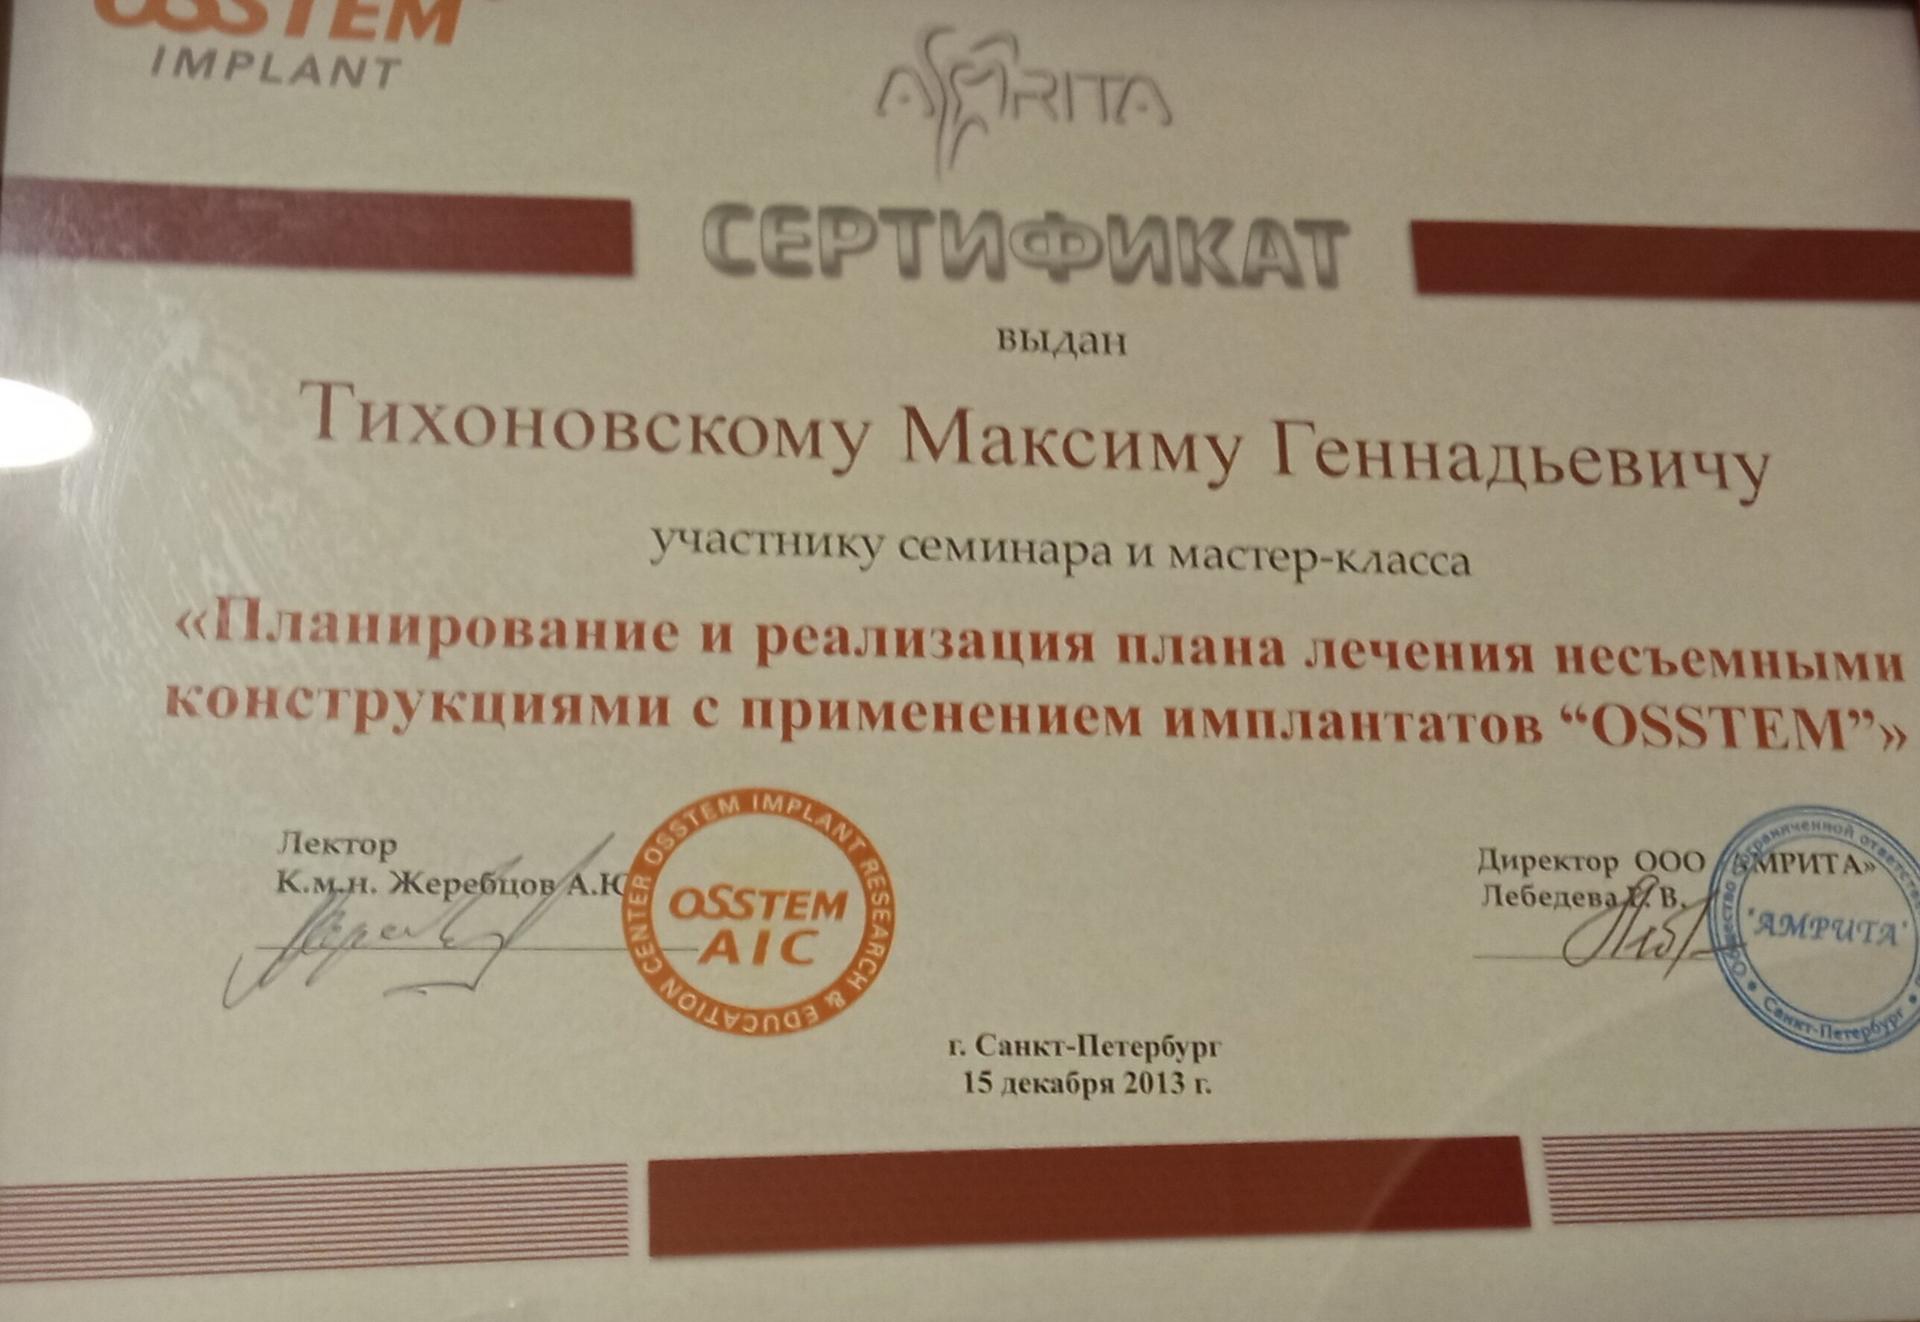 OSSTEM
IMPLANT
AMRITA
СЕРТИФИКАТ
выдан
Тихоновскому Максиму Геннадьевичу
участнику семинара и мастер-класса
«Планирование и реализация плана лечения несъемными
конструкциями с применением имплантатов “OSSTEM”»
Лектор
К.м.н. Жеребцов А.Ю
OSSTEM IMPLANT RESEARCH & EDUCATION CENTER
OSSTEM
AIC
Директор ООО «АМРИТА»
Лебедева В.
Общество ограниченной
"АМРИТА"
Санкт-Петербург
г. Санкт-Петербург
15 декабря 2013 г.